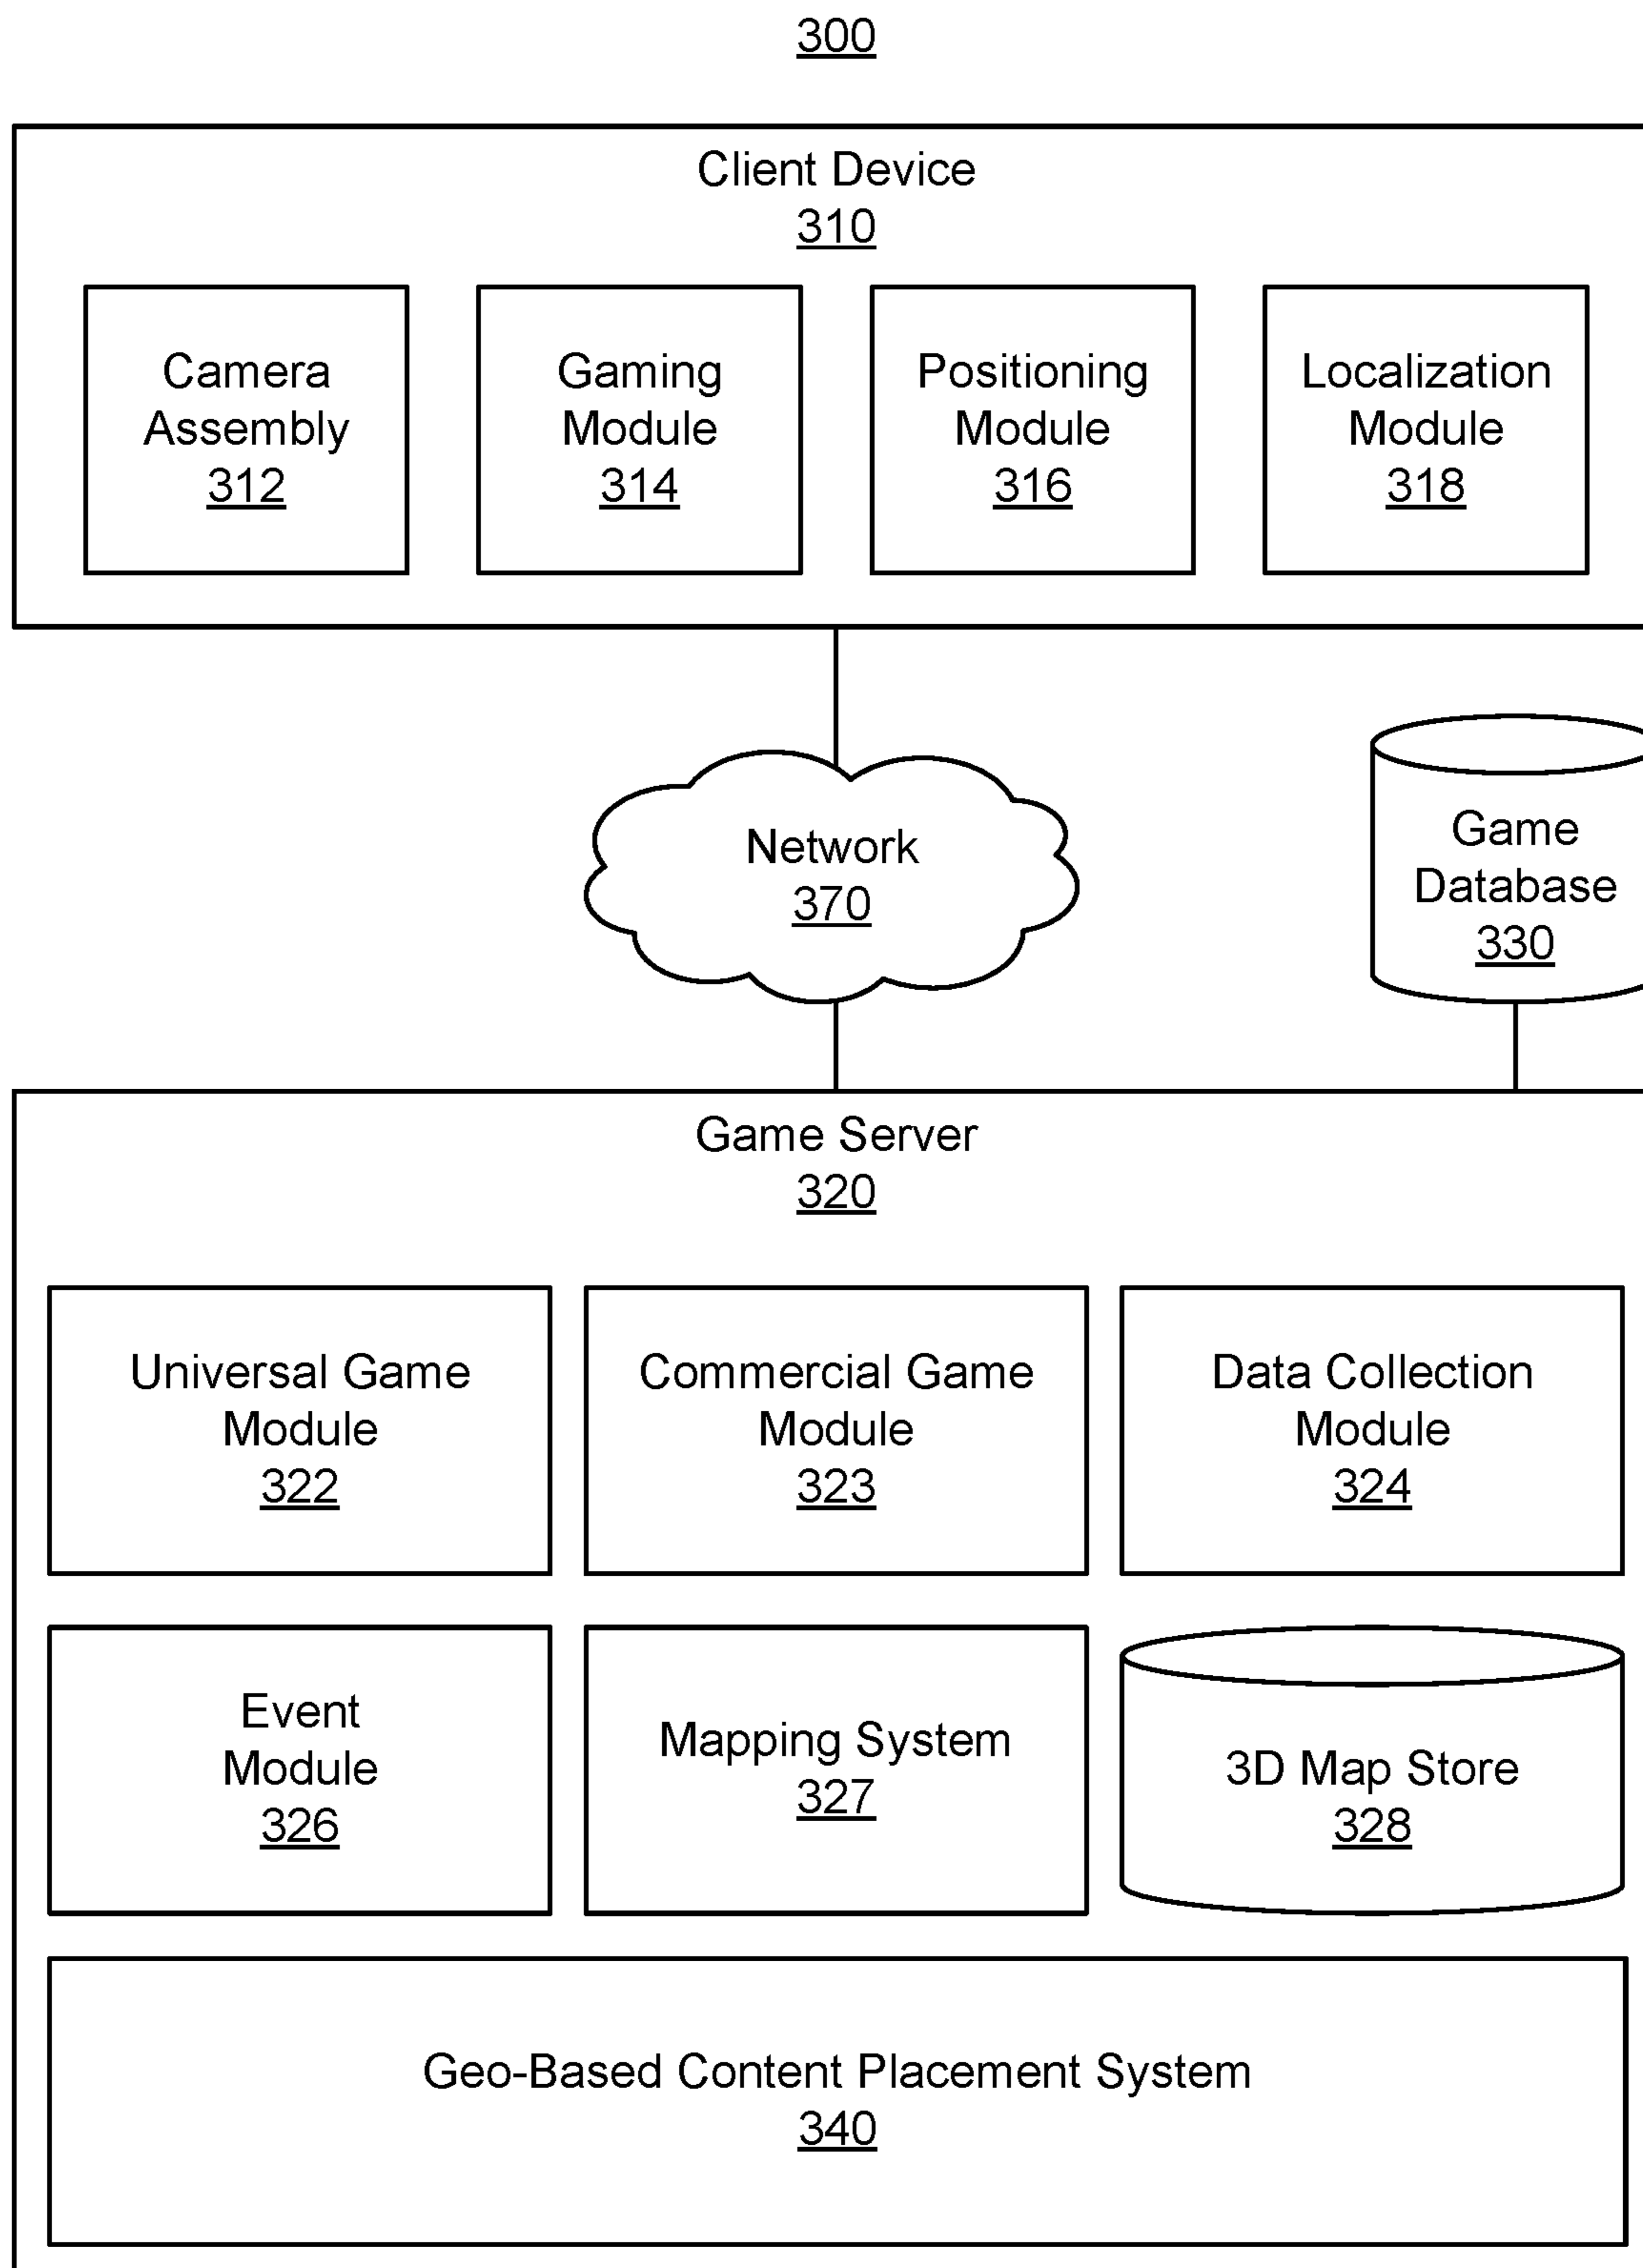 300
Client Device
310
Camera
Assembly
312
Gaming
Module
314
Positioning
Module
316
Localization
Module
318
Network
370
Game
Database
330
Game Server
320
Universal Game
Module
322
Commercial Game
Module
323
Data Collection
Module
324
Event
Module
326
Mapping System
327
3D Map Store
328
Geo-Based Content Placement System
340